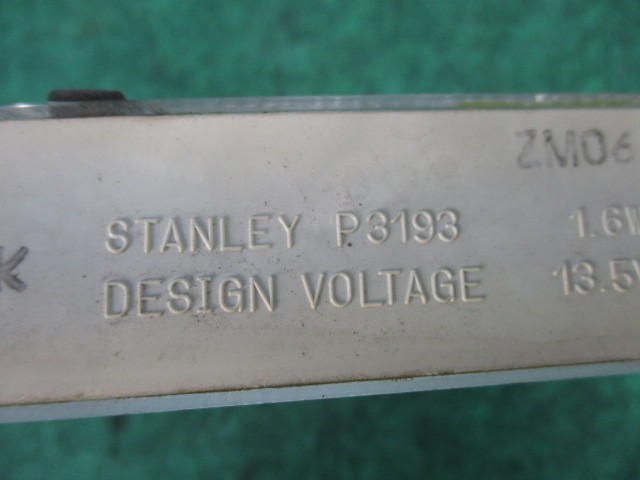 ZM06
STANLEY P3193 1.6W
DESIGN VOLTAGE 13.5V
K